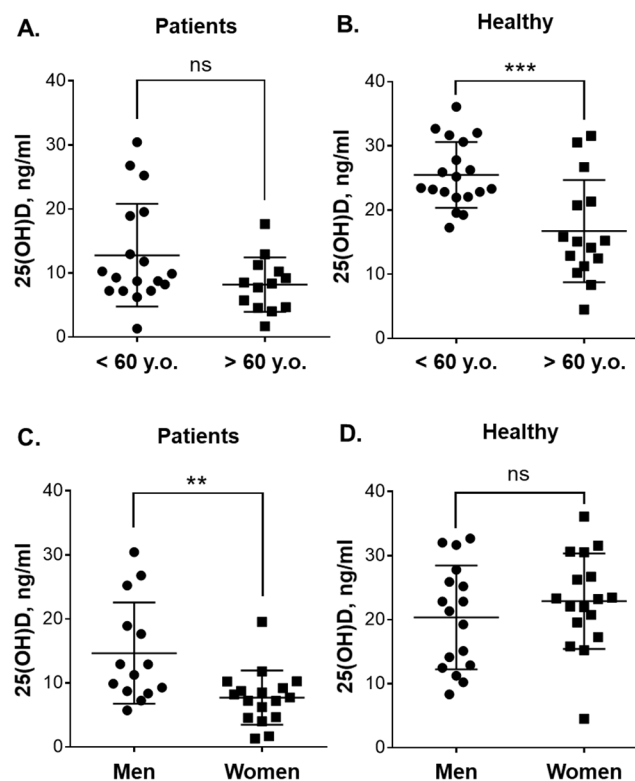 A.
Patients
ns
25(OH)D, ng/ml
40
30
20
10
0
< 60 y.o.
> 60 y.o.
B.
Healthy
***
25(OH)D, ng/ml
40
30
20
10
0
< 60 y.o.
> 60 y.o.
C.
Patients
**
25(OH)D, ng/ml
40
30
20
10
0
Men
Women
D.
Healthy
ns
25(OH)D, ng/ml
40
30
20
10
0
Men
Women